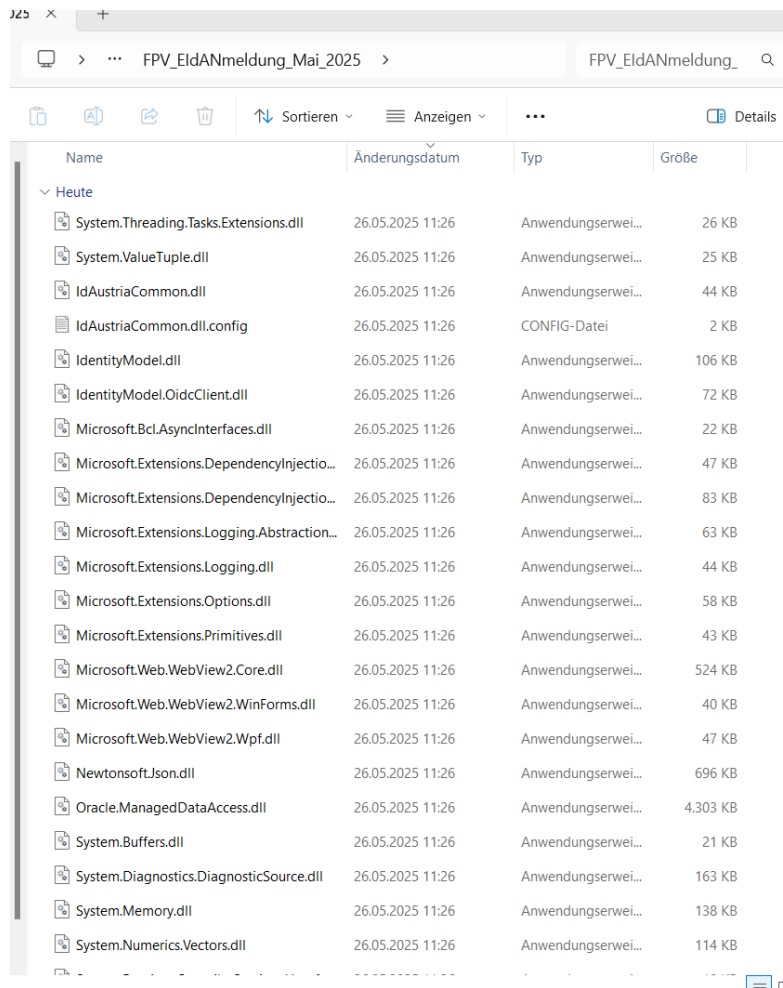 025 × +
FPV_EIdANmeldung_Mai_2025 FPV_EIdANmeldung_
Sortieren Anzeigen ... Details
Name Änderungsdatum Typ Größe
Heute
System.Threading.Tasks.Extensions.dll 26.05.2025 11:26 Anwendungserwei... 26 KB
System.ValueTuple.dll 26.05.2025 11:26 Anwendungserwei... 25 KB
IdAustriaCommon.dll 26.05.2025 11:26 Anwendungserwei... 44 KB
IdAustriaCommon.dll.config 26.05.2025 11:26 CONFIG-Datei 2 KB
IdentityModel.dll 26.05.2025 11:26 Anwendungserwei... 106 KB
IdentityModel.OidcClient.dll 26.05.2025 11:26 Anwendungserwei... 72 KB
Microsoft.Bcl.AsyncInterfaces.dll 26.05.2025 11:26 Anwendungserwei... 22 KB
Microsoft.Extensions.DependencyInjectio... 26.05.2025 11:26 Anwendungserwei... 47 KB
Microsoft.Extensions.DependencyInjectio... 26.05.2025 11:26 Anwendungserwei... 83 KB
Microsoft.Extensions.Logging.Abstraction... 26.05.2025 11:26 Anwendungserwei... 63 KB
Microsoft.Extensions.Logging.dll 26.05.2025 11:26 Anwendungserwei... 44 KB
Microsoft.Extensions.Options.dll 26.05.2025 11:26 Anwendungserwei... 58 KB
Microsoft.Extensions.Primitives.dll 26.05.2025 11:26 Anwendungserwei... 43 KB
Microsoft.Web.WebView2.Core.dll 26.05.2025 11:26 Anwendungserwei... 524 KB
Microsoft.Web.WebView2.WinForms.dll 26.05.2025 11:26 Anwendungserwei... 40 KB
Microsoft.Web.WebView2.Wpf.dll 26.05.2025 11:26 Anwendungserwei... 47 KB
Newtonsoft.Json.dll 26.05.2025 11:26 Anwendungserwei... 696 KB
Oracle.ManagedDataAccess.dll 26.05.2025 11:26 Anwendungserwei... 4.303 KB
System.Buffers.dll 26.05.2025 11:26 Anwendungserwei... 21 KB
System.Diagnostics.DiagnosticSource.dll 26.05.2025 11:26 Anwendungserwei... 163 KB
System.Memory.dll 26.05.2025 11:26 Anwendungserwei... 138 KB
System.Numerics.Vectors.dll 26.05.2025 11:26 Anwendungserwei... 114 KB